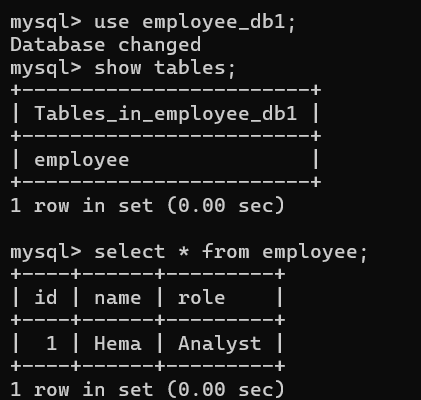 mysql> use employee_db1;
Database changed
mysql> show tables;
+------------------------+
| Tables_in_employee_db1 |
+------------------------+
| employee               |
+------------------------+
1 row in set (0.00 sec)

mysql> select * from employee;
+----+------+---------+
| id | name | role    |
+----+------+---------+
|  1 | Hema | Analyst |
+----+------+---------+
1 row in set (0.00 sec)